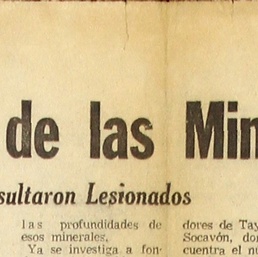 de las Min
sultaron Lesionados
las profundidades de
esos minerales.
Ya se investiga a fon-
dores de Tay
Socavón, don
cuentra el n